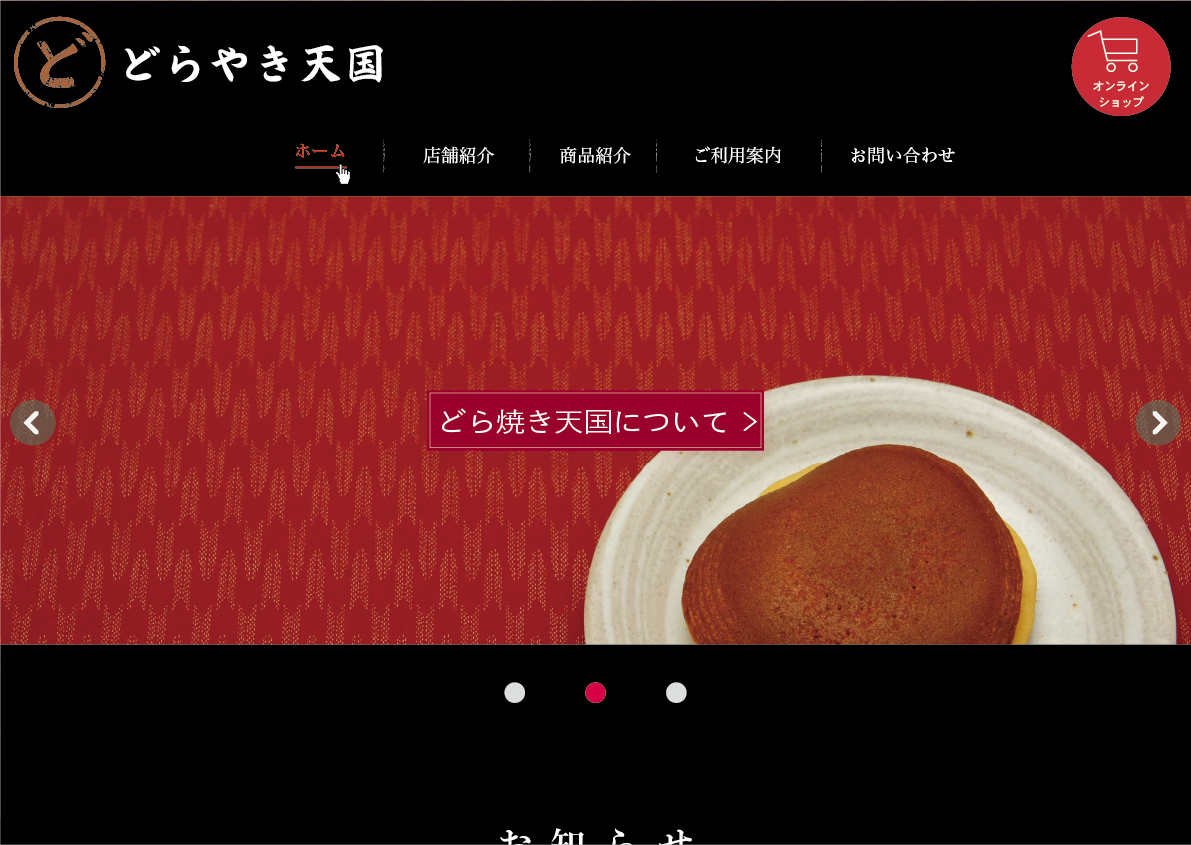 ど
どらやき天国
オンライン
ショップ
ホーム
店舗紹介
商品紹介
ご利用案内
お問い合わせ
どら焼き天国について
お知らせ